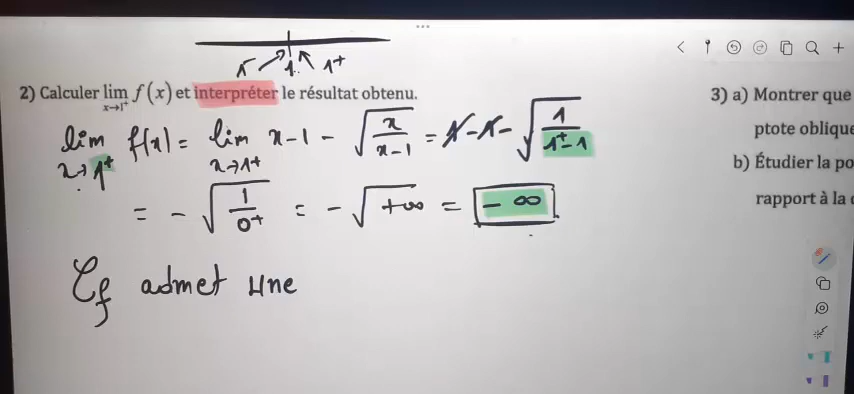 1⁻ 1 1⁺
2) Calculer lim f(x) et interpréter le résultat obtenu.
x→1⁺
lim f(x) = lim x-1 - √(x/(x-1)) = 1-1- √(1/(1⁺-1))
x→1⁺ x→1⁺
= - √(1/0⁺) = - √(+∞) = - ∞
𝒞f admet une
3) a) Montrer que
ptote oblique
b) Étudier la po
rapport à la